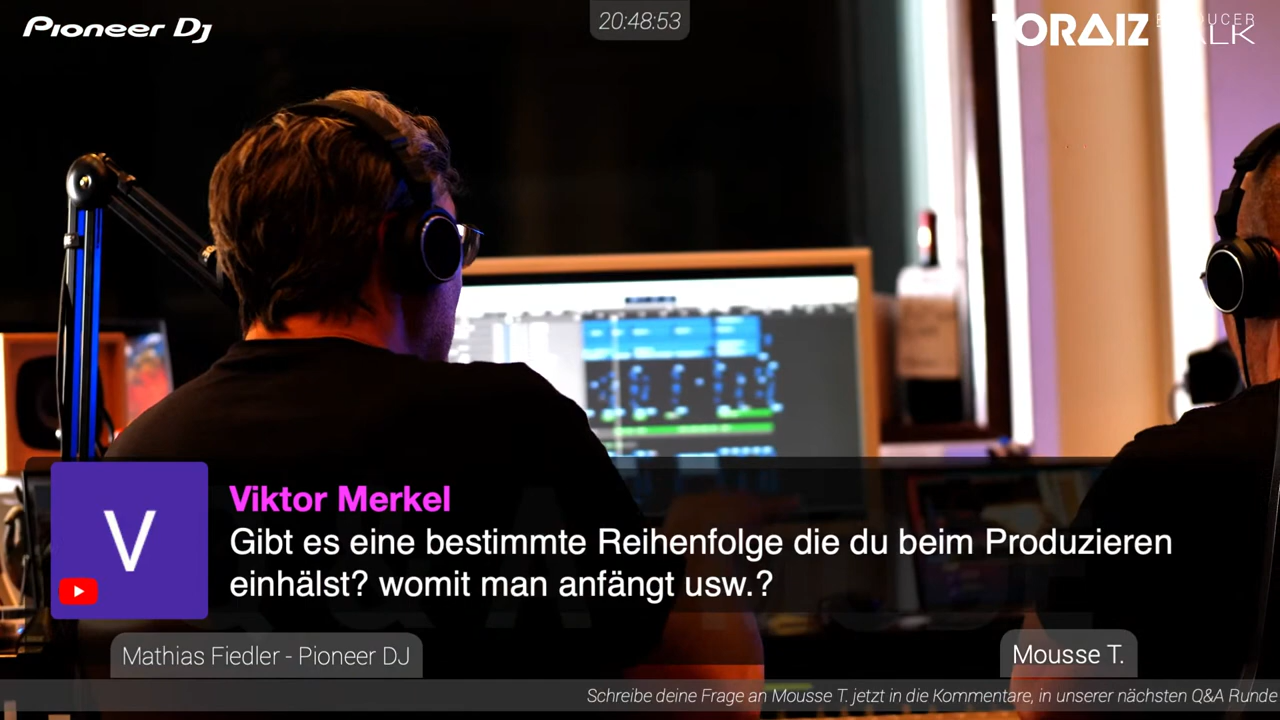 Pioneer Dj
20:48:53
TORAIZ PRODUCER
TALK
V
Viktor Merkel
Gibt es eine bestimmte Reihenfolge die du beim Produzieren
einhälst? womit man anfängt usw.?
Mathias Fiedler - Pioneer DJ
Mousse T.
Schreibe deine Frage an Mousse T. jetzt in die Kommentare, in unserer nächsten Q&A Runde